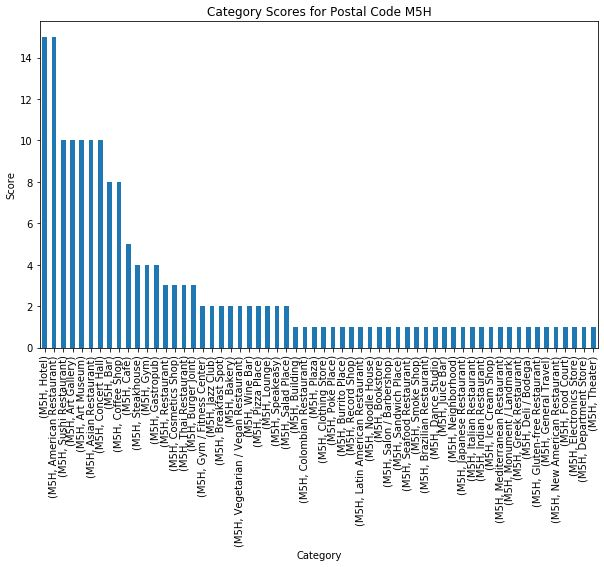 Category Scores for Postal Code M5H
Score
14
12
10
8
6
4
2
0
(M5H, Hotel)
(M5H, American Restaurant)
(M5H, Sushi Restaurant)
(M5H, Art Gallery)
(M5H, Art Museum)
(M5H, Asian Restaurant)
(M5H, Concert Hall)
(M5H, Bar)
(M5H, Coffee Shop)
(M5H, Café)
(M5H, Steakhouse)
(M5H, Gym)
(M5H, Gastropub)
(M5H, Restaurant)
(M5H, Cosmetics Shop)
(M5H, Thai Restaurant)
(M5H, Burger Joint)
(M5H, Gym / Fitness Center)
(M5H, Jazz Club)
(M5H, Breakfast Spot)
(M5H, Bakery)
(M5H, Vegetarian / Vegan Restaurant)
(M5H, Wine Bar)
(M5H, Pizza Place)
(M5H, Lounge)
(M5H, Speakeasy)
(M5H, Salad Place)
(M5H, Building)
(M5H, Colombian Restaurant)
(M5H, Plaza)
(M5H, Clothing Store)
(M5H, Poke Place)
(M5H, Burrito Place)
(M5H, Record Shop)
(M5H, Latin American Restaurant)
(M5H, Noodle House)
(M5H, Bookstore)
(M5H, Salon / Barbershop)
(M5H, Sandwich Place)
(M5H, Seafood Restaurant)
(M5H, Smoke Shop)
(M5H, Brazilian Restaurant)
(M5H, Dance Studio)
(M5H, Juice Bar)
(M5H, Neighborhood)
(M5H, Japanese Restaurant)
(M5H, Italian Restaurant)
(M5H, Indian Restaurant)
(M5H, Ice Cream Shop)
(M5H, Mediterranean Restaurant)
(M5H, Monument / Landmark)
(M5H, Greek Restaurant)
(M5H, Deli / Bodega)
(M5H, Gluten-free Restaurant)
(M5H, General Travel)
(M5H, New American Restaurant)
(M5H, Food Court)
(M5H, Electronics Store)
(M5H, Department Store)
(M5H, Theater)
Category